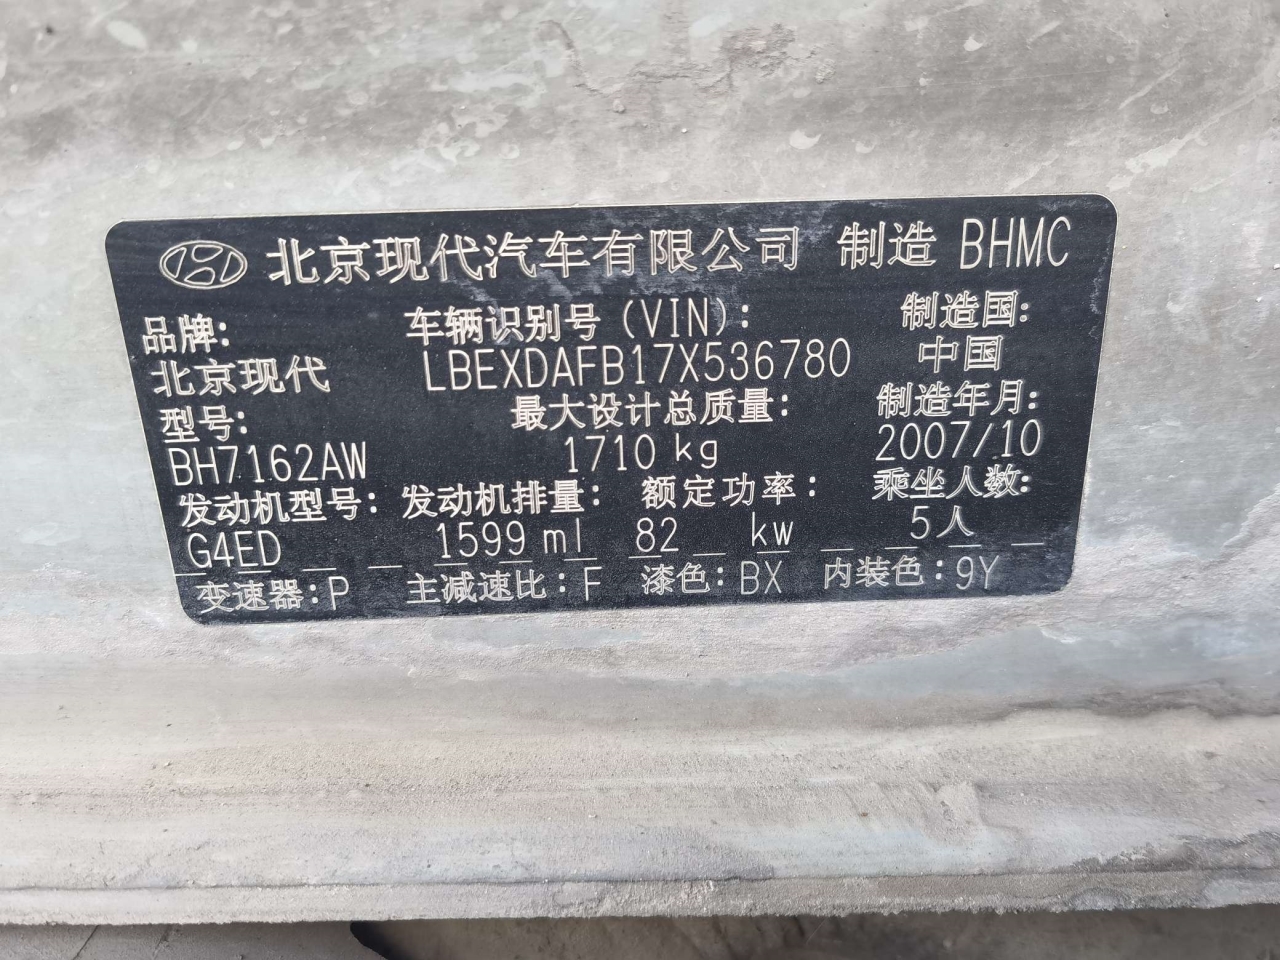 北京现代汽车有限公司 制造 BHMC
品牌: 车辆识别号 (VIN): 制造国:
北京现代 LBEXDAFB17X536780 中国
型号: 最大设计总质量: 制造年月:
BH7162AW 1710 kg 2007/10
发动机型号: 发动机排量: 额定功率: 乘坐人数:
G4ED 1599 ml 82 kw 5人
变速器:P 主减速比:F 漆色:BX 内装色:9Y